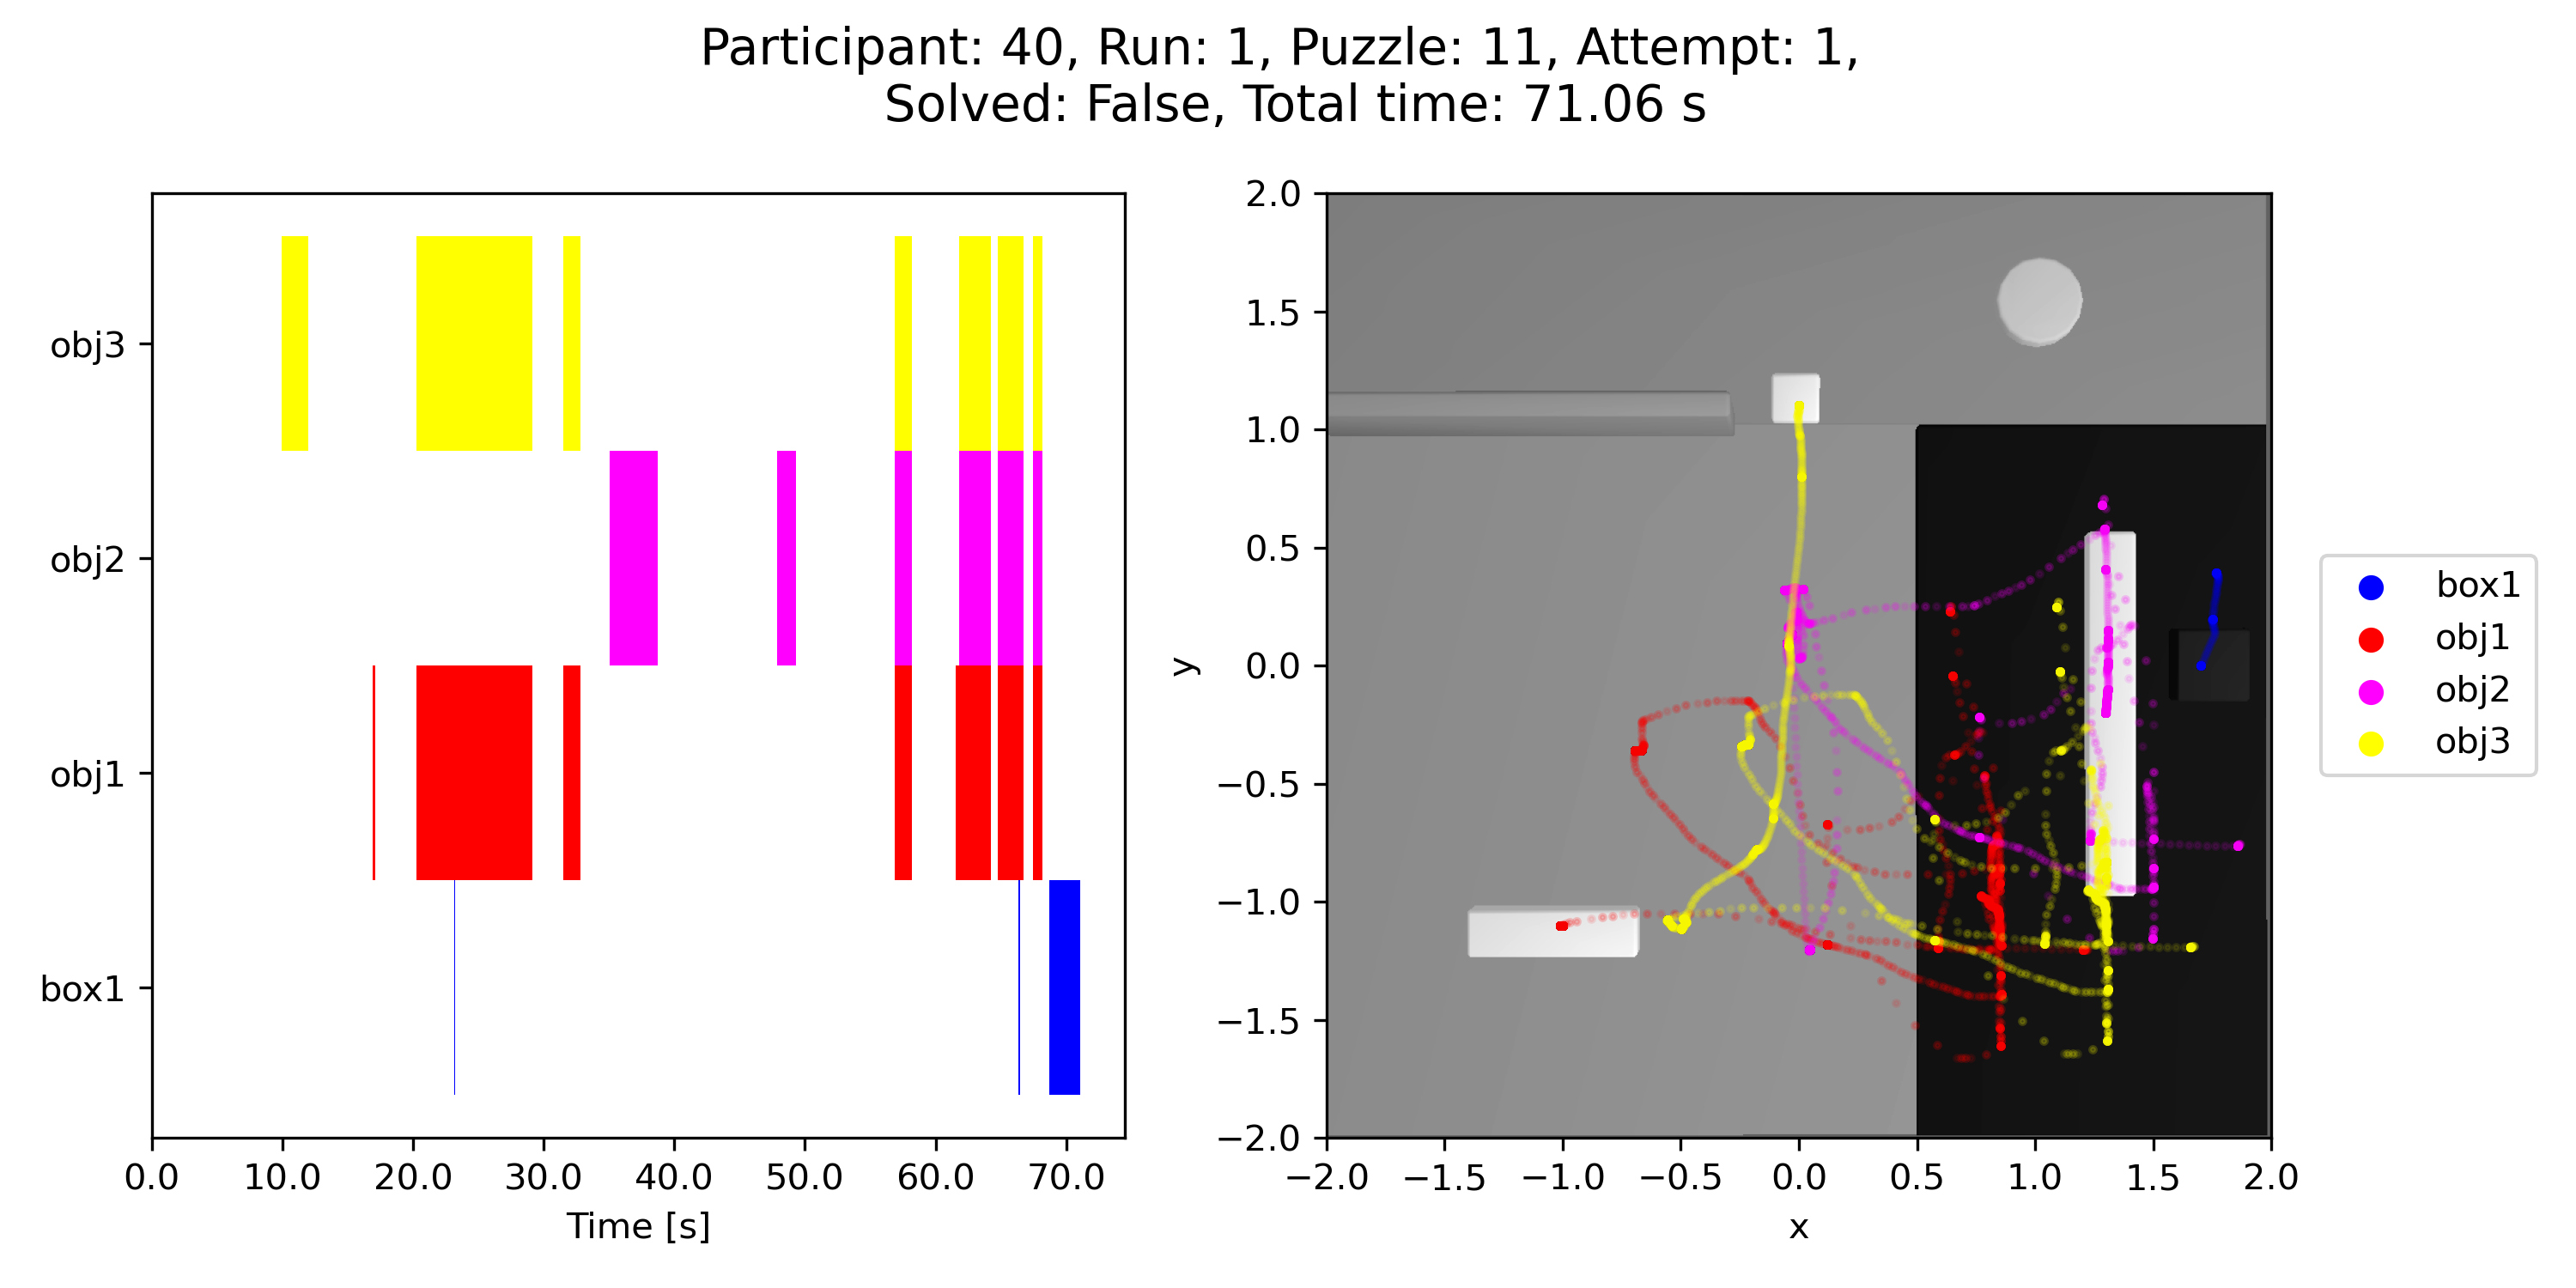 Participant: 40, Run: 1, Puzzle: 11, Attempt: 1,
Solved: False, Total time: 71.06 s
obj3
obj2
obj1
box1
0.0 10.0 20.0 30.0 40.0 50.0 60.0 70.0
Time [s]
2.0
1.5
1.0
0.5
0.0
−0.5
−1.0
−1.5
−2.0
y
−2.0 −1.5 −1.0 −0.5 0.0 0.5 1.0 1.5 2.0
x
box1
obj1
obj2
obj3